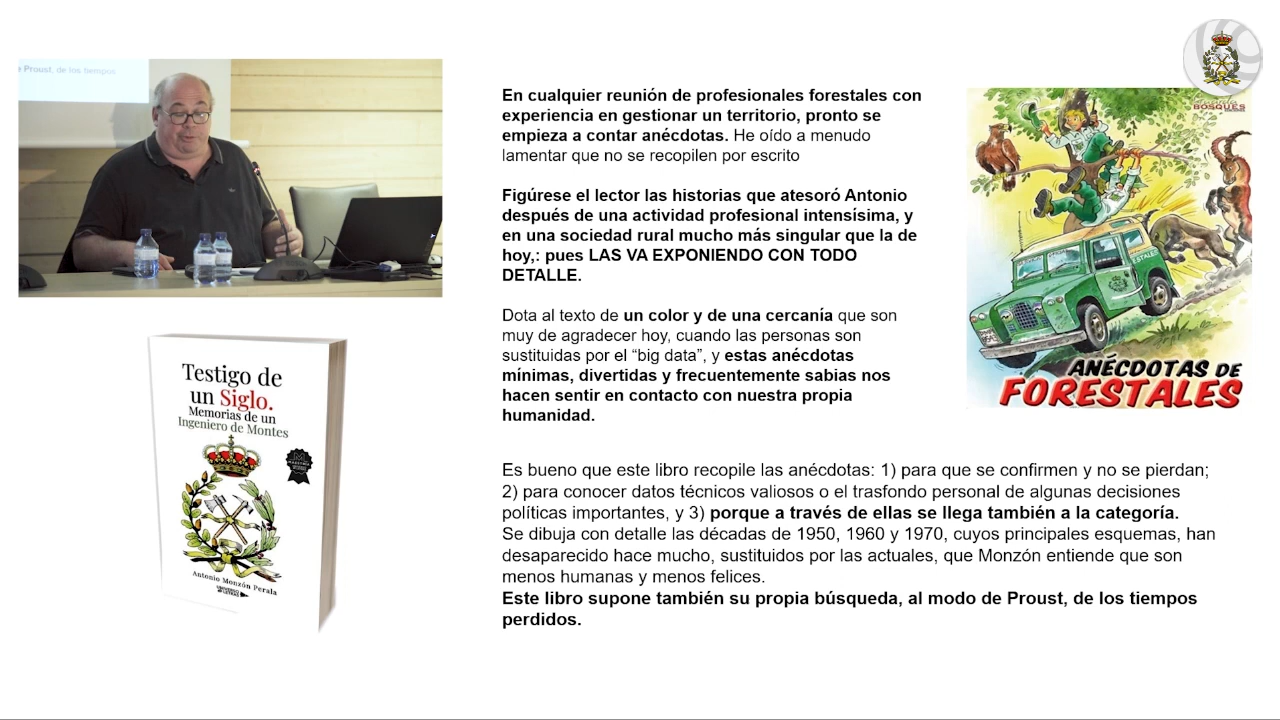 Proust, de los tiempos
En cualquier reunión de profesionales forestales con
experiencia en gestionar un territorio, pronto se
empieza a contar anécdotas. He oído a menudo
lamentar que no se recopilen por escrito
Figúrese el lector las historias que atesoró Antonio
después de una actividad profesional intensísima, y
en una sociedad rural mucho más singular que la de
hoy,: pues LAS VA EXPONIENDO CON TODO
DETALLE.
Dota al texto de un color y de una cercanía que son
muy de agradecer hoy, cuando las personas son
sustituidas por el “big data”, y estas anécdotas
mínimas, divertidas y frecuentemente sabias nos
hacen sentir en contacto con nuestra propia
humanidad.
BOSQUES
ESTALES
ANÉCDOTAS DE
FORESTALES
Testigo de
un Siglo.
Memorias de un
Ingeniero de Montes
Antonio Monzón Perala
UNIVERSO
DE LETRAS
Es bueno que este libro recopile las anécdotas: 1) para que se confirmen y no se pierdan;
2) para conocer datos técnicos valiosos o el trasfondo personal de algunas decisiones
políticas importantes, y 3) porque a través de ellas se llega también a la categoría.
Se dibuja con detalle las décadas de 1950, 1960 y 1970, cuyos principales esquemas, han
desaparecido hace mucho, sustituidos por las actuales, que Monzón entiende que son
menos humanas y menos felices.
Este libro supone también su propia búsqueda, al modo de Proust, de los tiempos
perdidos.